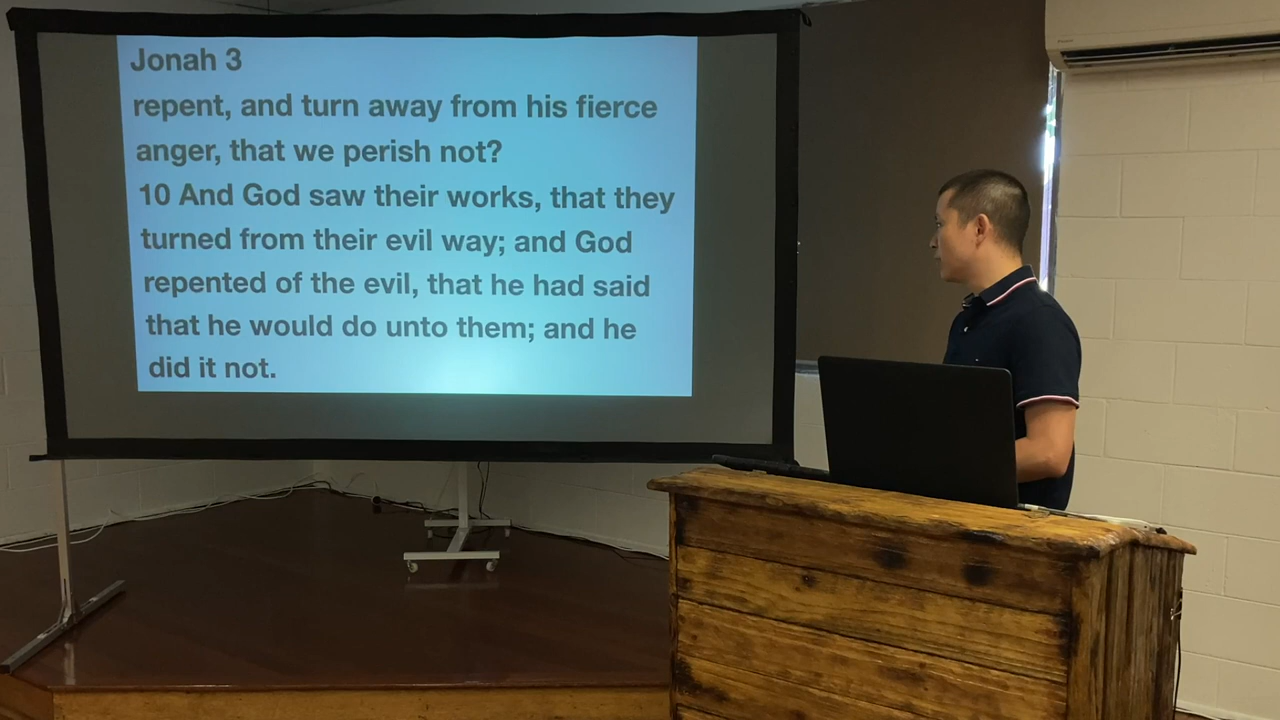 Jonah 3
repent, and turn away from his fierce
anger, that we perish not?
10 And God saw their works, that they
turned from their evil way; and God
repented of the evil, that he had said
that he would do unto them; and he
did it not.